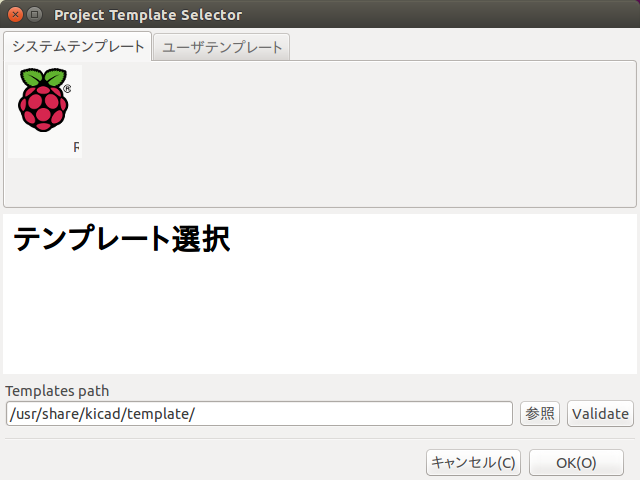 Project Template Selector
システムテンプレート ユーザテンプレート
®
R
テンプレート選択
Templates path
/usr/share/kicad/template/ 参照 Validate
キャンセル(C) OK(O)